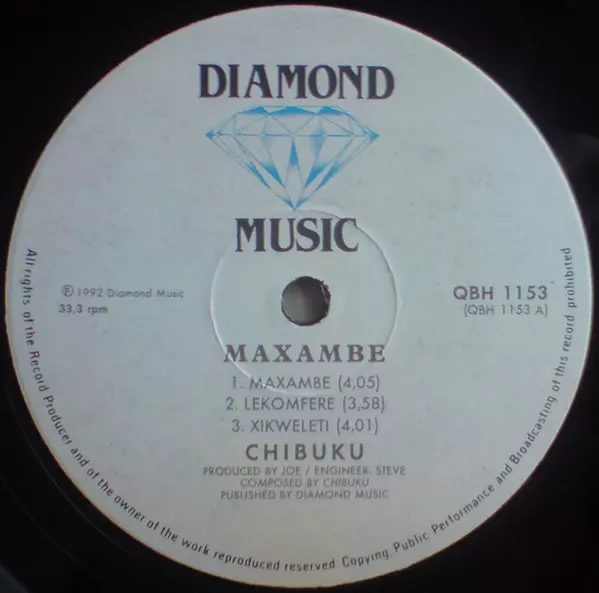 DIAMOND
MUSIC
℗ 1992 Diamond Music
33,3 rpm
QBH 1153
(QBH 1153 A)
MAXAMBE
1. MAXAMBE (4,05)
2. LEKOMFERE (3,58)
3. XIKWELETI (4,01)
CHIBUKU
PRODUCED BY JOE / ENGINEER: STEVE
COMPOSED BY CHIBUKU
PUBLISHED BY DIAMOND MUSIC
All rights of the Record Producer and of the owner of the work reproduced reserved. Copying, Public Performance and Broadcasting of this record prohibited